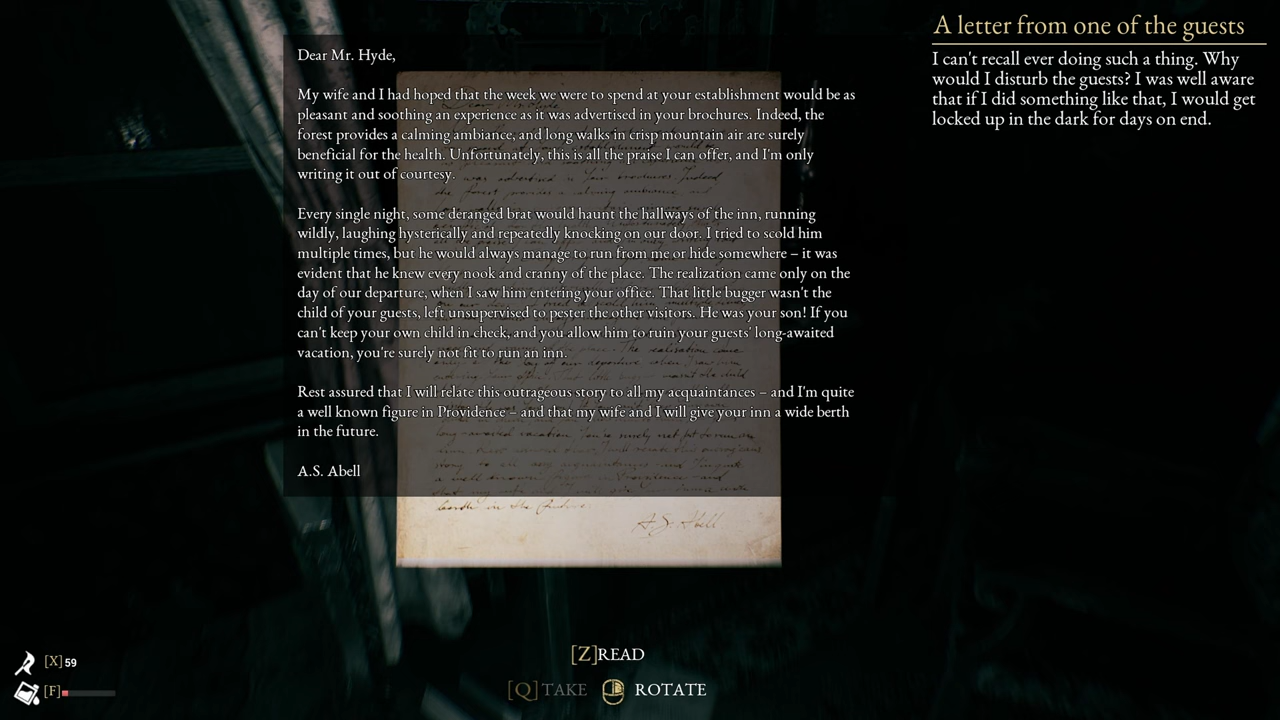 Dear Mr. Hyde,
My wife and I had hoped that the week we were to spend at your establishment would be as
pleasant and soothing an experience as it was advertised in your brochures. Indeed, the
forest provides a calming ambiance, and long walks in crisp mountain air are surely
beneficial for the health. Unfortunately, this is all the praise I can offer, and I'm only
writing it out of courtesy.
Every single night, some deranged brat would haunt the hallways of the inn, running
wildly, laughing hysterically and repeatedly knocking on our door. I tried to scold him
multiple times, but he would always manage to run from me or hide somewhere – it was
evident that he knew every nook and cranny of the place. The realization came only on the
day of our departure, when I saw him entering your office. That little bugger wasn't the
child of your guests, left unsupervised to pester the other visitors. He was your son! If you
can't keep your own child in check, and you allow him to ruin your guests' long-awaited
vacation, you're surely not fit to run an inn.
Rest assured that I will relate this outrageous story to all my acquaintances – and I'm quite
a well known figure in Providence – and that my wife and I will give your inn a wide berth
in the future.
A.S. Abell
A.S. Abell
A letter from one of the guests
I can't recall ever doing such a thing. Why
would I disturb the guests? I was well aware
that if I did something like that, I would get
locked up in the dark for days on end.
[Z]READ
[Q]TAKE ROTATE
[X] 59
[F]